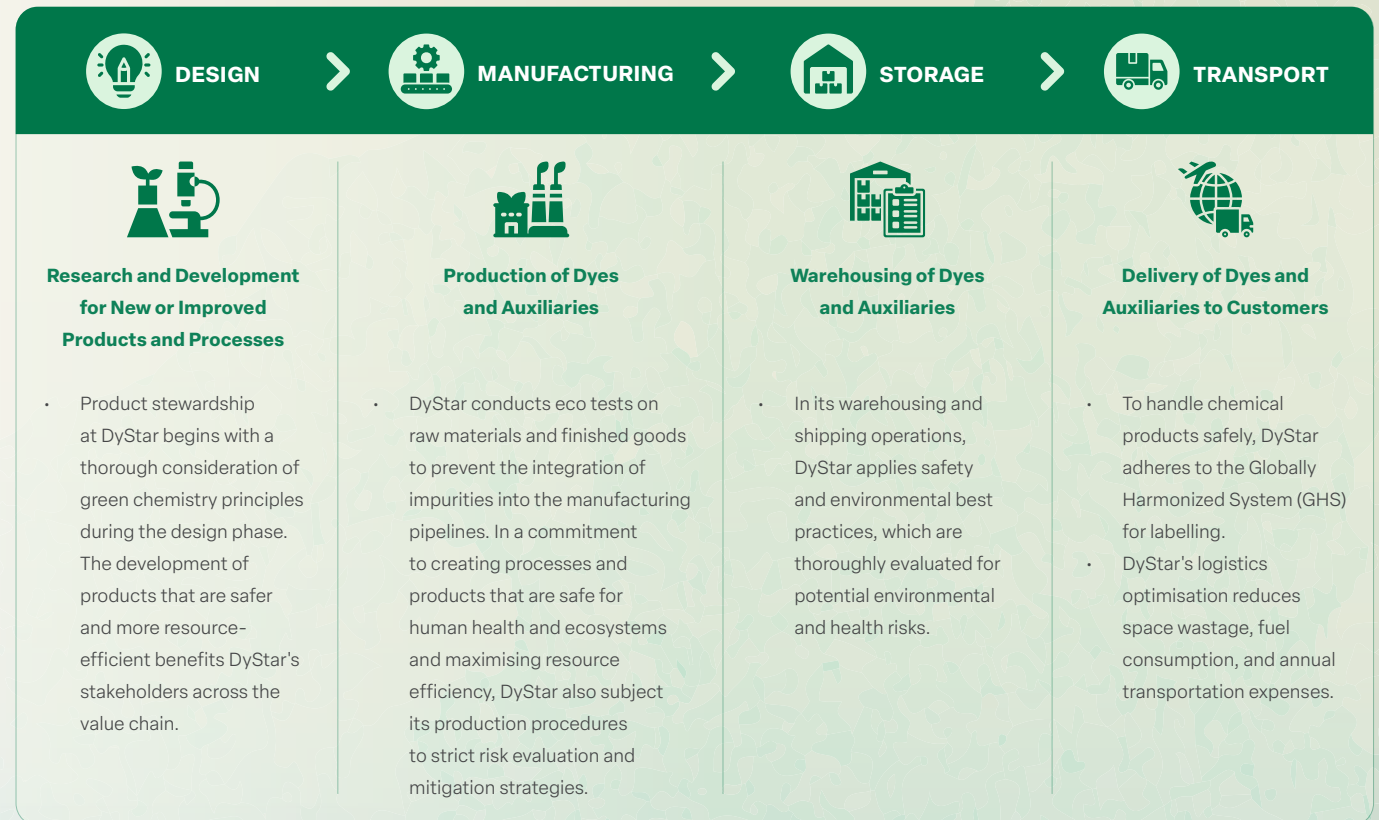 DESIGN
MANUFACTURING
STORAGE
TRANSPORT
Research and Development
for New or Improved
Products and Processes
• Product stewardship
at DyStar begins with a
thorough consideration of
green chemistry principles
during the design phase.
The development of
products that are safer
and more resource-
efficient benefits DyStar's
stakeholders across the
value chain.
Production of Dyes
and Auxiliaries
• DyStar conducts eco tests on
raw materials and finished goods
to prevent the integration of
impurities into the manufacturing
pipelines. In a commitment
to creating processes and
products that are safe for
human health and ecosystems
and maximising resource
efficiency, DyStar also subject
its production procedures
to strict risk evaluation and
mitigation strategies.
Warehousing of Dyes
and Auxiliaries
• In its warehousing and
shipping operations,
DyStar applies safety
and environmental best
practices, which are
thoroughly evaluated for
potential environmental
and health risks.
Delivery of Dyes and
Auxiliaries to Customers
• To handle chemical
products safely, DyStar
adheres to the Globally
Harmonized System (GHS)
for labelling.
• DyStar's logistics
optimisation reduces
space wastage, fuel
consumption, and annual
transportation expenses.